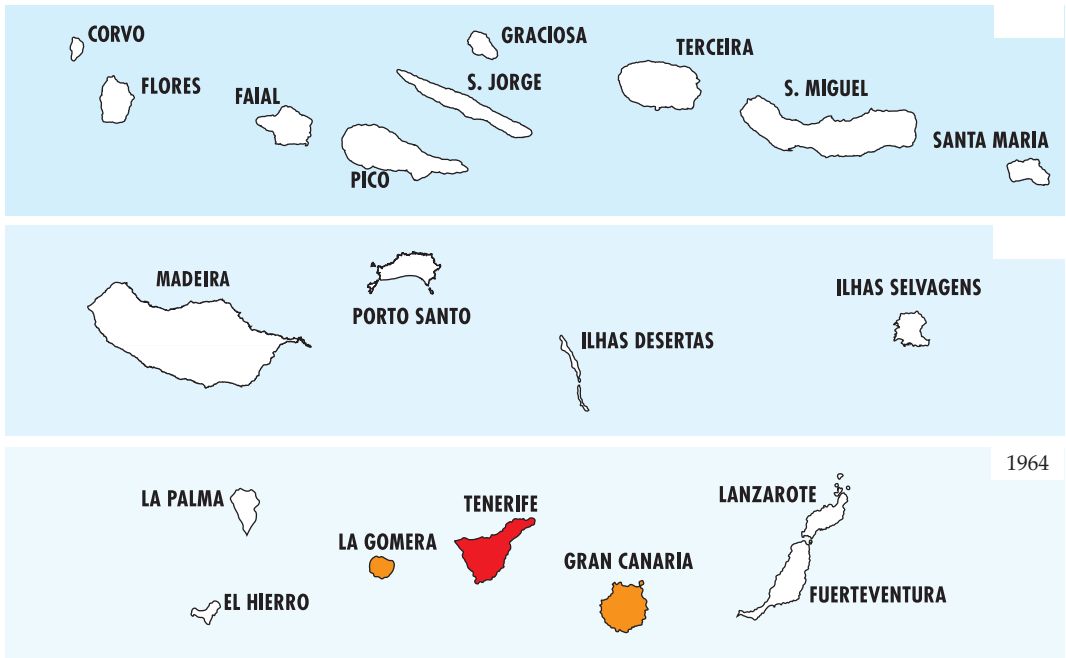 CORVO
GRACIOSA
TERCEIRA
FLORES
S. JORGE
FAIAL
S. MIGUEL
SANTA MARIA
PICO
MADEIRA
ILHAS SELVAGENS
PORTO SANTO
ILHAS DESERTAS
1964
LA PALMA
TENERIFE
LANZAROTE
LA GOMERA
GRAN CANARIA
EL HIERRO
FUERTEVENTURA